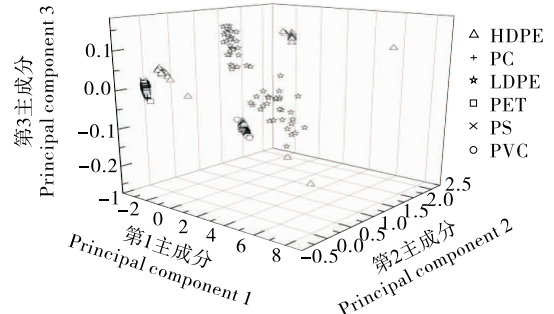 第3主成分
Principal component 3
0.1
0.0
-0.1
-0.2
-1
-2
0
2
4
6
8
第1主成分
Principal component 1
-0.5
0.0
0.5
1.0
1.5
2.0
2.5
第2主成分
Principal component 2
HDPE
PC
LDPE
PET
PS
PVC